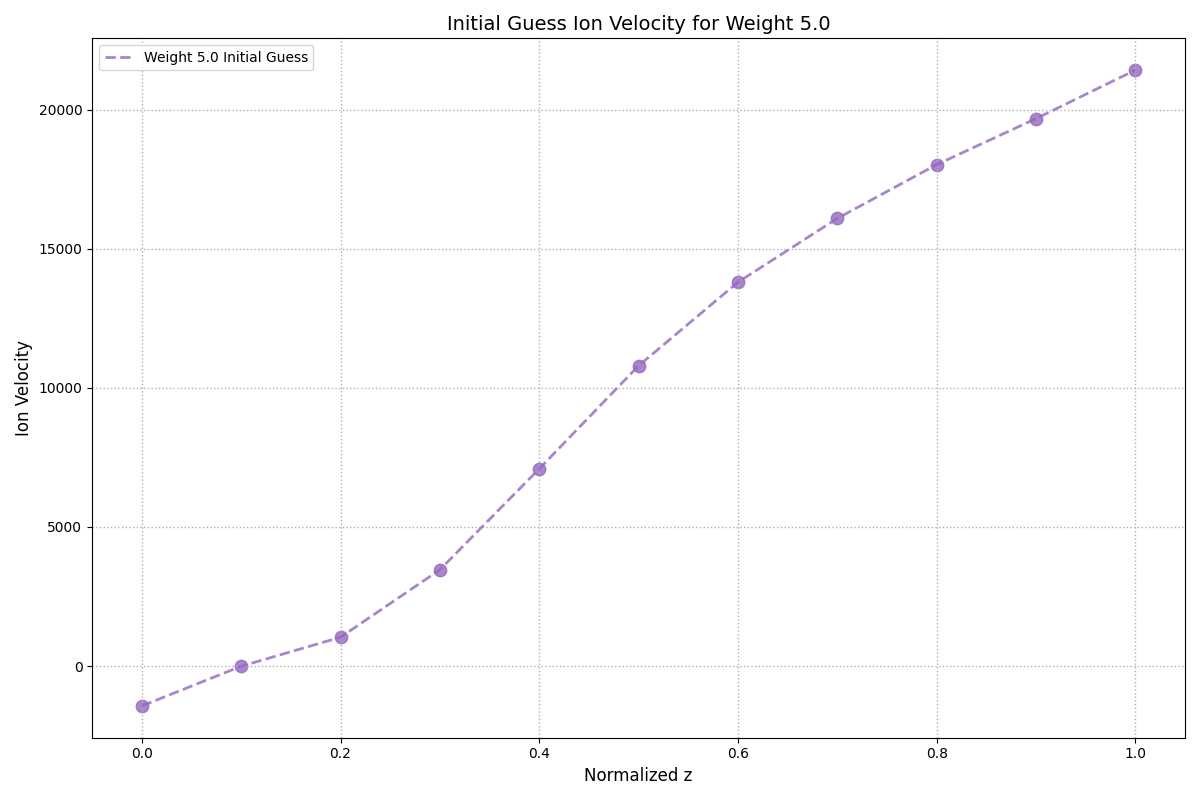 Initial Guess Ion Velocity for Weight 5.0
Weight 5.0 Initial Guess
20000
15000
10000
5000
0
Ion Velocity
0.0 0.2 0.4 0.6 0.8 1.0
Normalized z